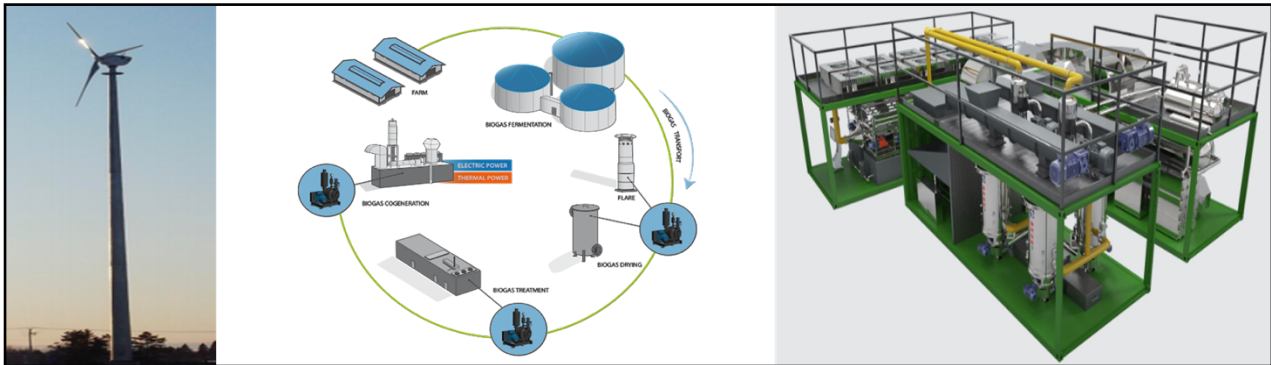 FARM
BIOGAS FERMENTATION
BIOGAS TRANSPORT
ELECTRIC POWER
THERMAL POWER
BIOGAS COGENERATION
FLARE
BIOGAS DRYING
BIOGAS TREATMENT